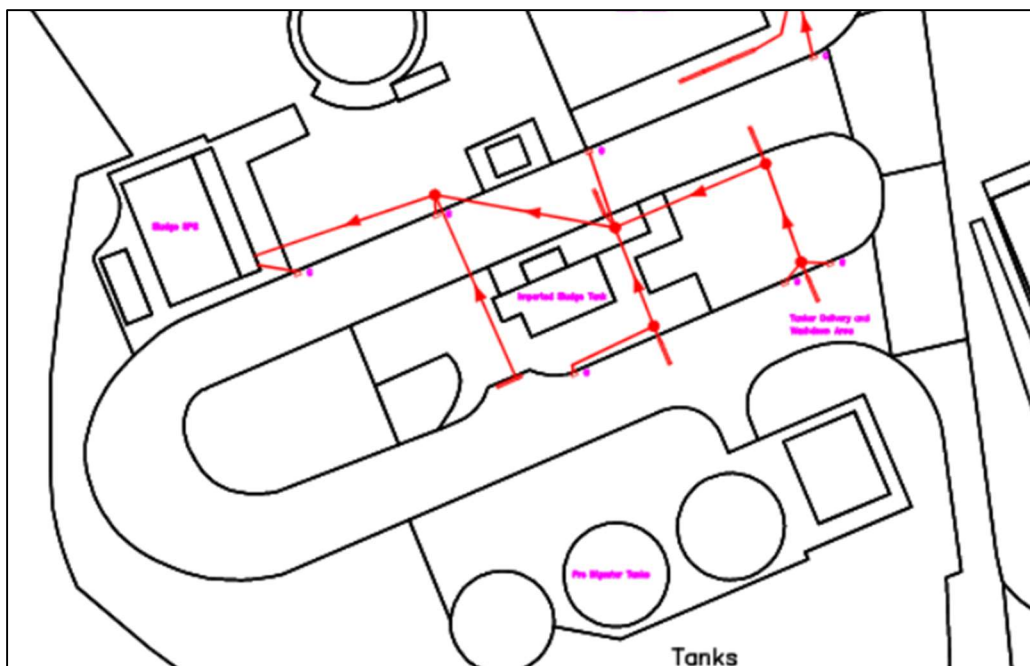 Sludge SPS
Imported Sludge Tank
Tanker Delivery and
Washdown Area
Pre Digester Tanks
Tanks